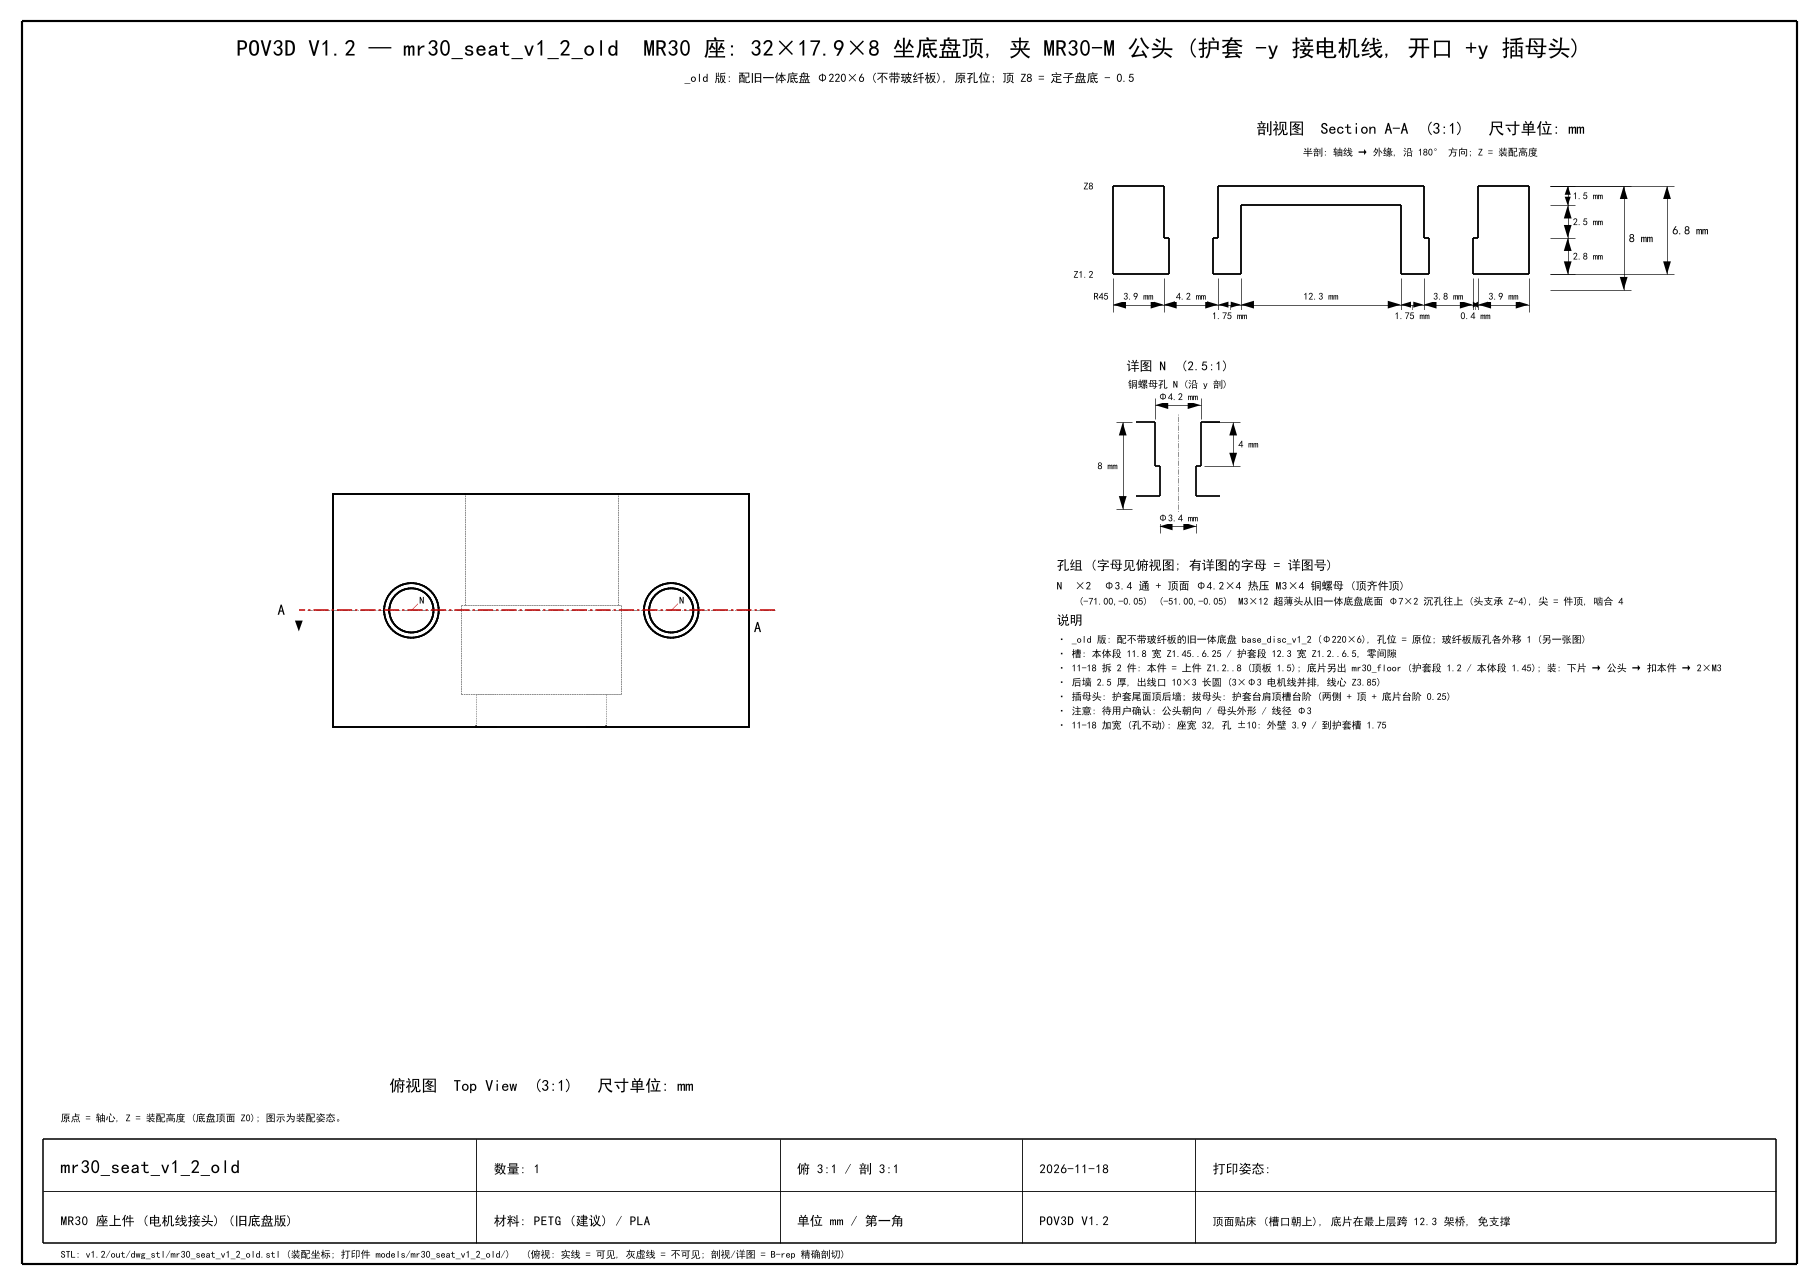 POV3D V1.2 — mr30_seat_v1_2_old  MR30 座: 32×17.9×8 坐底盘顶, 夹 MR30-M 公头 (护套 -y 接电机线, 开口 +y 插母头)
_old 版: 配旧一体底盘 Φ220×6 (不带玻纤板), 原孔位; 顶 Z8 = 定子盘底 - 0.5
剖视图  Section A-A  (3:1)   尺寸单位: mm
半剖: 轴线 → 外缘, 沿 180° 方向; Z = 装配高度
Z8
1.5 mm
2.5 mm
8 mm
6.8 mm
2.8 mm
Z1.2
R45
3.9 mm
4.2 mm
12.3 mm
3.8 mm
3.9 mm
1.75 mm
1.75 mm
0.4 mm
详图 N  (2.5:1)
铜螺母孔 N (沿 y 剖)
Φ4.2 mm
4 mm
8 mm
Φ3.4 mm
N
N
A
A
孔组 (字母见俯视图; 有详图的字母 = 详图号)
N  ×2  Φ3.4 通 + 顶面 Φ4.2×4 热压 M3×4 铜螺母 (顶齐件顶)
(-71.00,-0.05)  (-51.00,-0.05)  M3×12 超薄头从旧一体底盘底面 Φ7×2 沉孔往上 (头支承 Z-4), 尖 = 件顶, 啮合 4
说明
· _old 版: 配不带玻纤板的旧一体底盘 base_disc_v1_2 (Φ220×6), 孔位 = 原位; 玻纤板版孔各外移 1 (另一张图)
· 槽: 本体段 11.8 宽 Z1.45..6.25 / 护套段 12.3 宽 Z1.2..6.5, 零间隙
· 11-18 拆 2 件: 本件 = 上件 Z1.2..8 (顶板 1.5); 底片另出 mr30_floor (护套段 1.2 / 本体段 1.45); 装: 下片 → 公头 → 扣本件 → 2×M3
· 后墙 2.5 厚, 出线口 10×3 长圆 (3×Φ3 电机线并排, 线心 Z3.85)
· 插母头: 护套尾面顶后墙; 拔母头: 护套台肩顶槽台阶 (两侧 + 顶 + 底片台阶 0.25)
· 注意: 待用户确认: 公头朝向 / 母头外形 / 线径 Φ3
· 11-18 加宽 (孔不动): 座宽 32, 孔 ±10: 外壁 3.9 / 到护套槽 1.75
俯视图  Top View  (3:1)   尺寸单位: mm
原点 = 轴心, Z = 装配高度 (底盘顶面 Z0); 图示为装配姿态。
mr30_seat_v1_2_old
数量: 1
俯 3:1 / 剖 3:1
2026-11-18
打印姿态:
MR30 座上件 (电机线接头) (旧底盘版)
材料: PETG (建议) / PLA
单位 mm / 第一角
POV3D V1.2
顶面贴床 (槽口朝上), 底片在最上层跨 12.3 架桥, 免支撑
STL: v1.2/out/dwg_stl/mr30_seat_v1_2_old.stl (装配坐标; 打印件 models/mr30_seat_v1_2_old/)  (俯视: 实线 = 可见, 灰虚线 = 不可见; 剖视/详图 = B-rep 精确剖切)